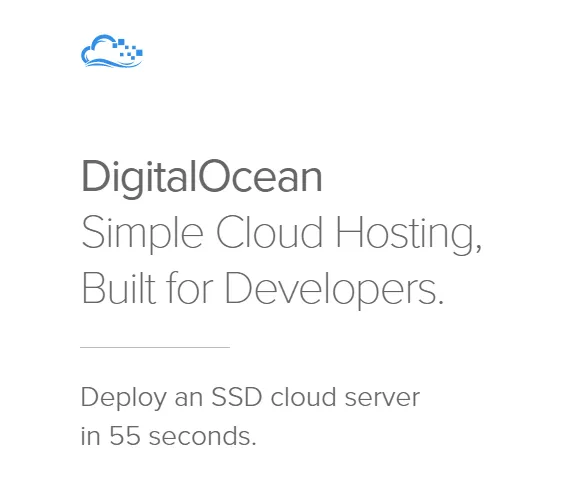 DigitalOcean
Simple Cloud Hosting,
Built for Developers.
Deploy an SSD cloud server
in 55 seconds.